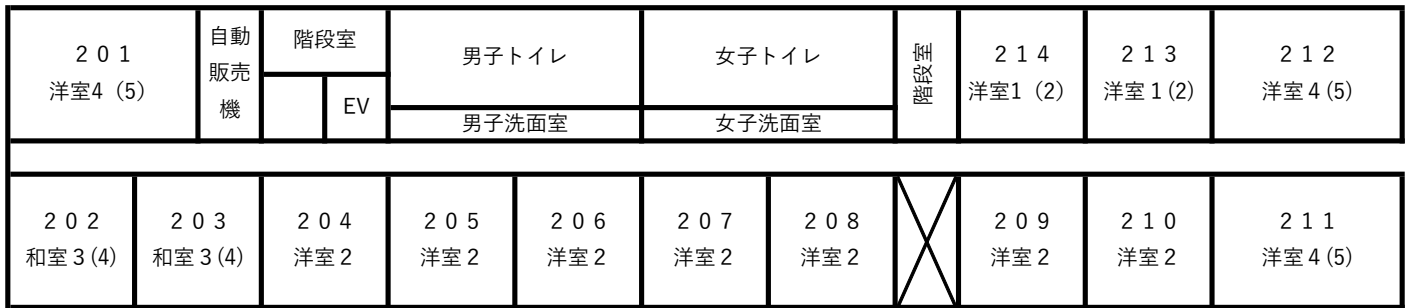 ２０１
洋室4（5）
自動
販売
機
階段室
EV
男子トイレ
男子洗面室
女子トイレ
女子洗面室
階段室
２１４
洋室1（2）
２１３
洋室１(2)
２１２
洋室４(5)
２０２
和室３(4)
２０３
和室３(4)
２０４
洋室２
２０５
洋室２
２０６
洋室２
２０７
洋室２
２０８
洋室２
２０９
洋室２
２１０
洋室２
２１１
洋室４(5)